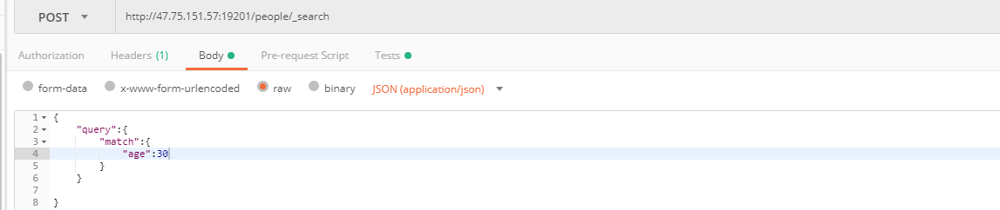 POST http://47.75.151.57:19201/people/_search
Authorization Headers (1) Body Pre-request Script Tests
form-data x-www-form-urlencoded raw binary JSON (application/json)
1 {
2 "query":{
3 "match":{
4 "age":30
5 }
6 }
7
8 }